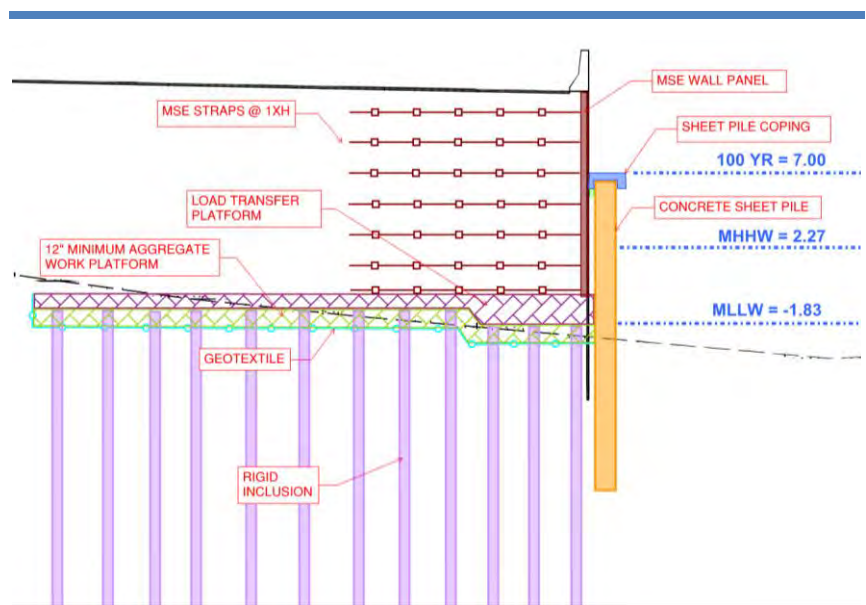 MSE WALL PANEL
MSE STRAPS @ 1XH
SHEET PILE COPING
100 YR = 7.00
LOAD TRANSFER
PLATFORM
CONCRETE SHEET PILE
12" MINIMUM AGGREGATE
WORK PLATFORM
MHHW = 2.27
MLLW = -1.83
GEOTEXTILE
RIGID
INCLUSION